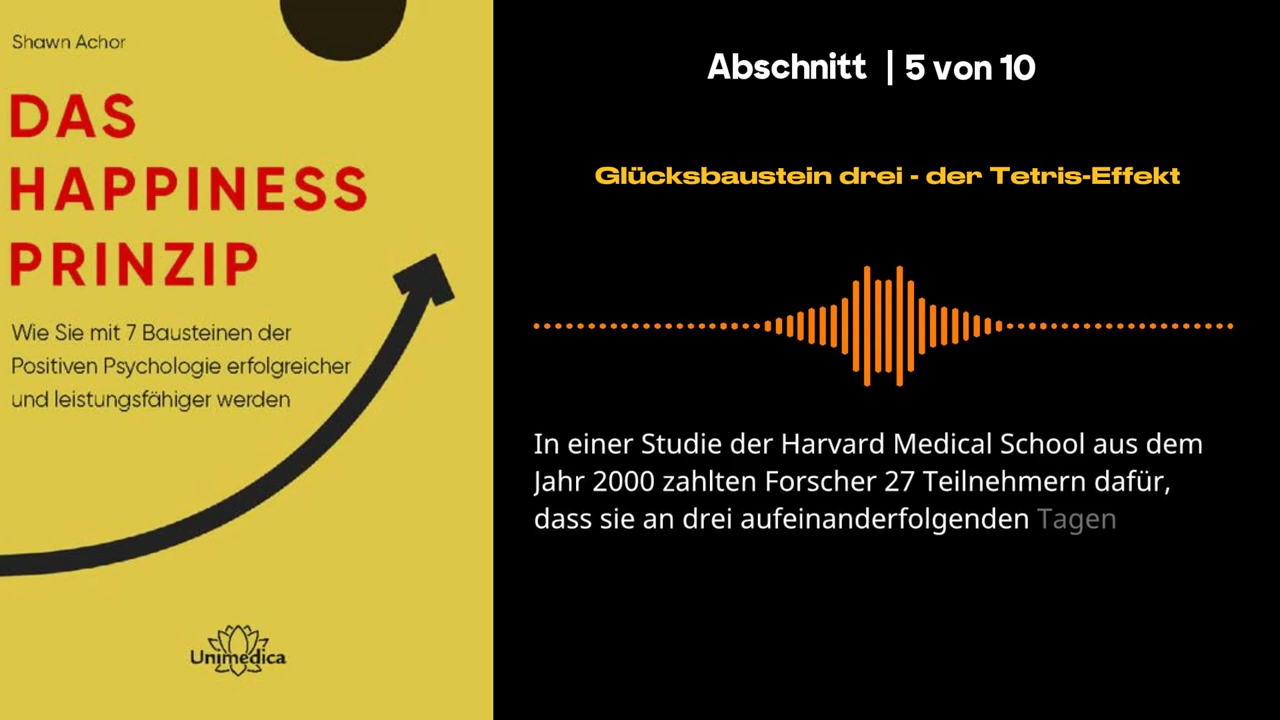 Shawn Achor
DAS
HAPPINESS
PRINZIP
Wie Sie mit 7 Bausteinen der
Positiven Psychologie erfolgreicher
und leistungsfähiger werden
Unimedica
Abschnitt | 5 von 10
Glücksbaustein drei - der Tetris-Effekt
In einer Studie der Harvard Medical School aus dem
Jahr 2000 zahlten Forscher 27 Teilnehmern dafür,
dass sie an drei aufeinanderfolgenden Tagen